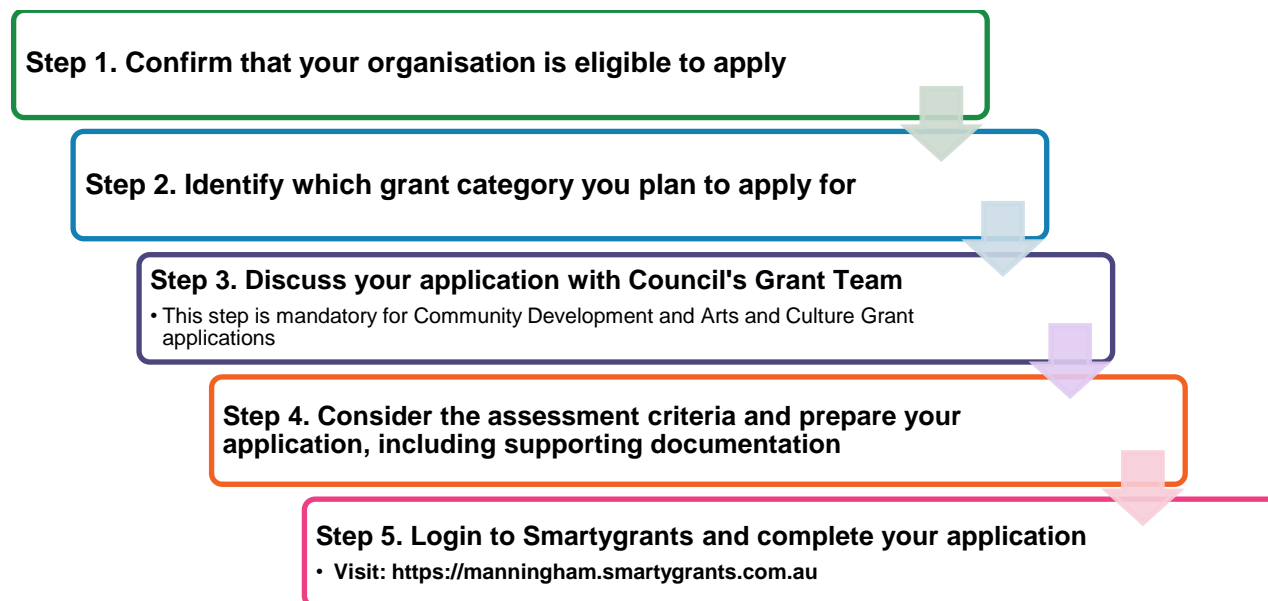 Step 1. Confirm that your organisation is eligible to apply
Step 2. Identify which grant category you plan to apply for
Step 3. Discuss your application with Council's Grant Team
• This step is mandatory for Community Development and Arts and Culture Grant
applications
Step 4. Consider the assessment criteria and prepare your
application, including supporting documentation
Step 5. Login to Smartygrants and complete your application
• Visit: https://manningham.smartygrants.com.au